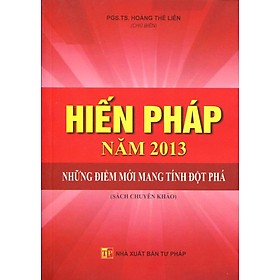 PGS.TS. HOÀNG THẾ LIÊN
(CHỦ BIÊN)
HIẾN PHÁP
NĂM 2013
NHỮNG ĐIỂM MỚI MANG TÍNH ĐỘT PHÁ
(SÁCH CHUYÊN KHẢO)
NHÀ XUẤT BẢN TƯ PHÁP